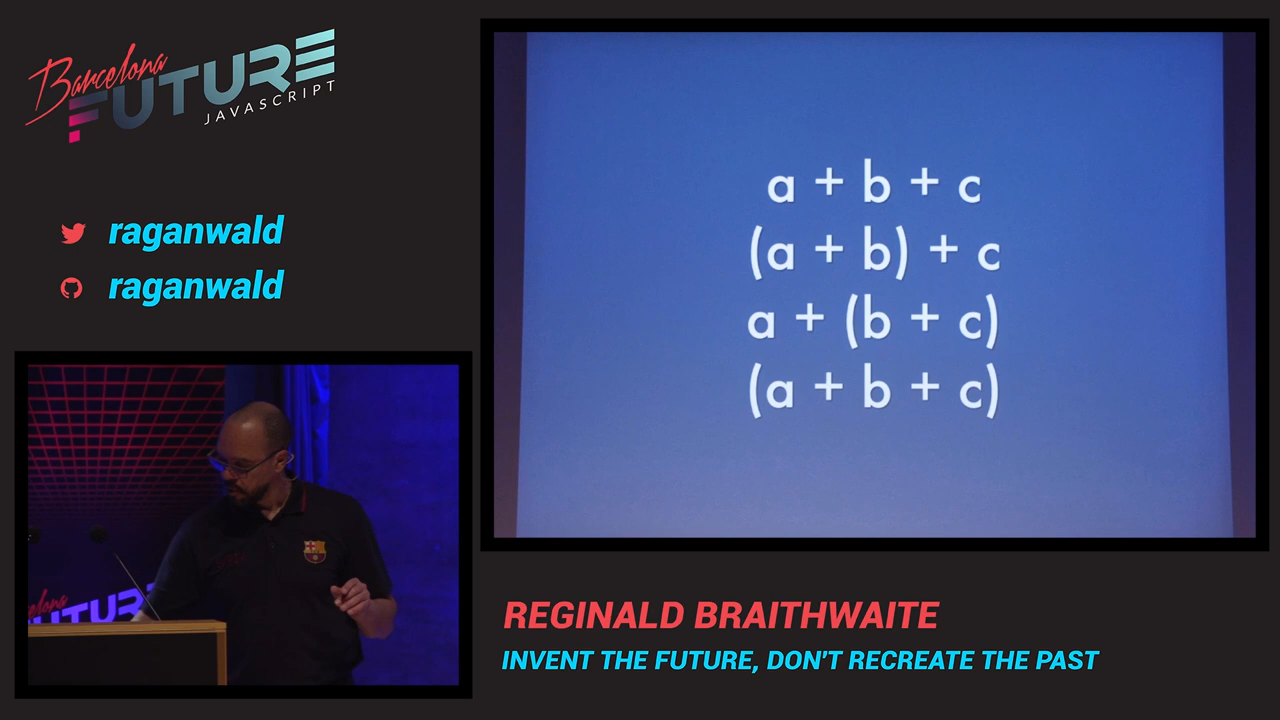 Barcelona
FUTURE
JAVASCRIPT
raganwald
raganwald
a + b + c
(a + b) + c
a + (b + c)
(a + b + c)
REGINALD BRAITHWAITE
INVENT THE FUTURE, DON'T RECREATE THE PAST